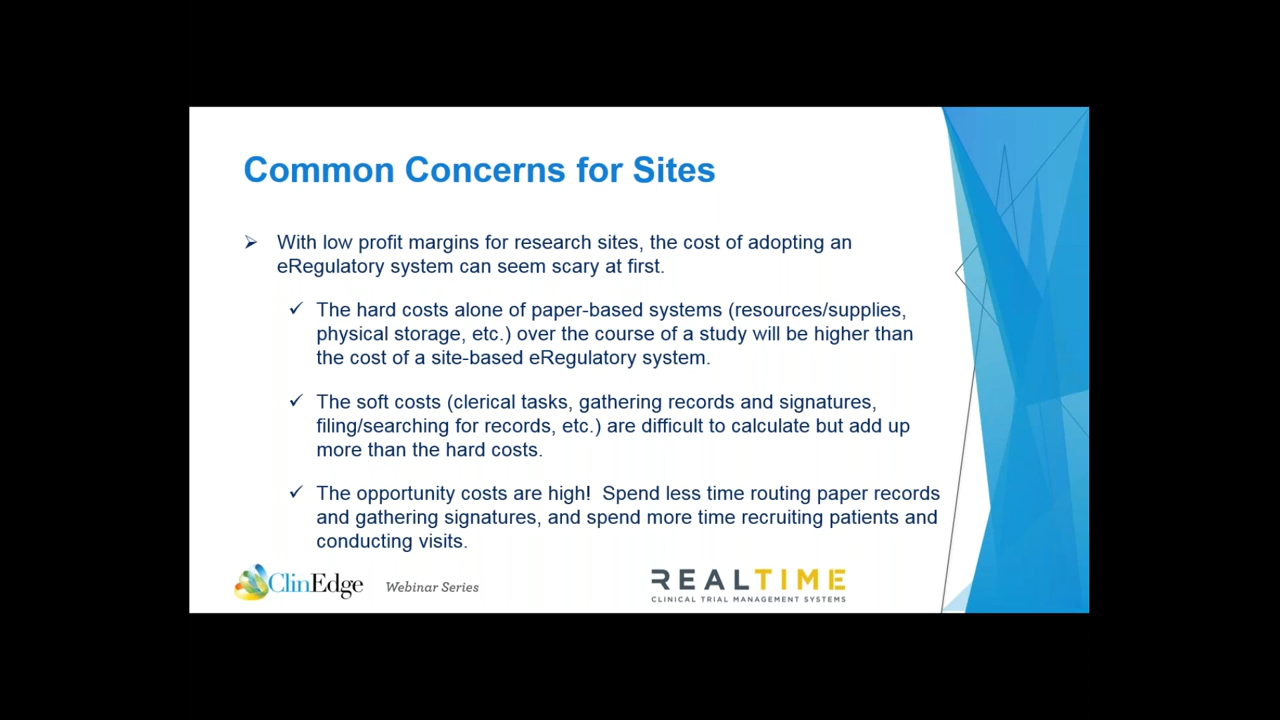 Common Concerns for Sites
➢ With low profit margins for research sites, the cost of adopting an
eRegulatory system can seem scary at first.
✓ The hard costs alone of paper-based systems (resources/supplies,
physical storage, etc.) over the course of a study will be higher than
the cost of a site-based eRegulatory system.
✓ The soft costs (clerical tasks, gathering records and signatures,
filing/searching for records, etc.) are difficult to calculate but add up
more than the hard costs.
✓ The opportunity costs are high!  Spend less time routing paper records
and gathering signatures, and spend more time recruiting patients and
conducting visits.
ClinEdge Webinar Series
REALTIME
CLINICAL TRIAL MANAGEMENT SYSTEMS